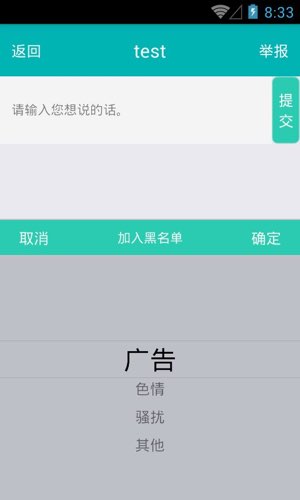 8:33
返回 test 举报
请输入您想说的话。
提交
取消 加入黑名单 确定
广告
色情
骚扰
其他